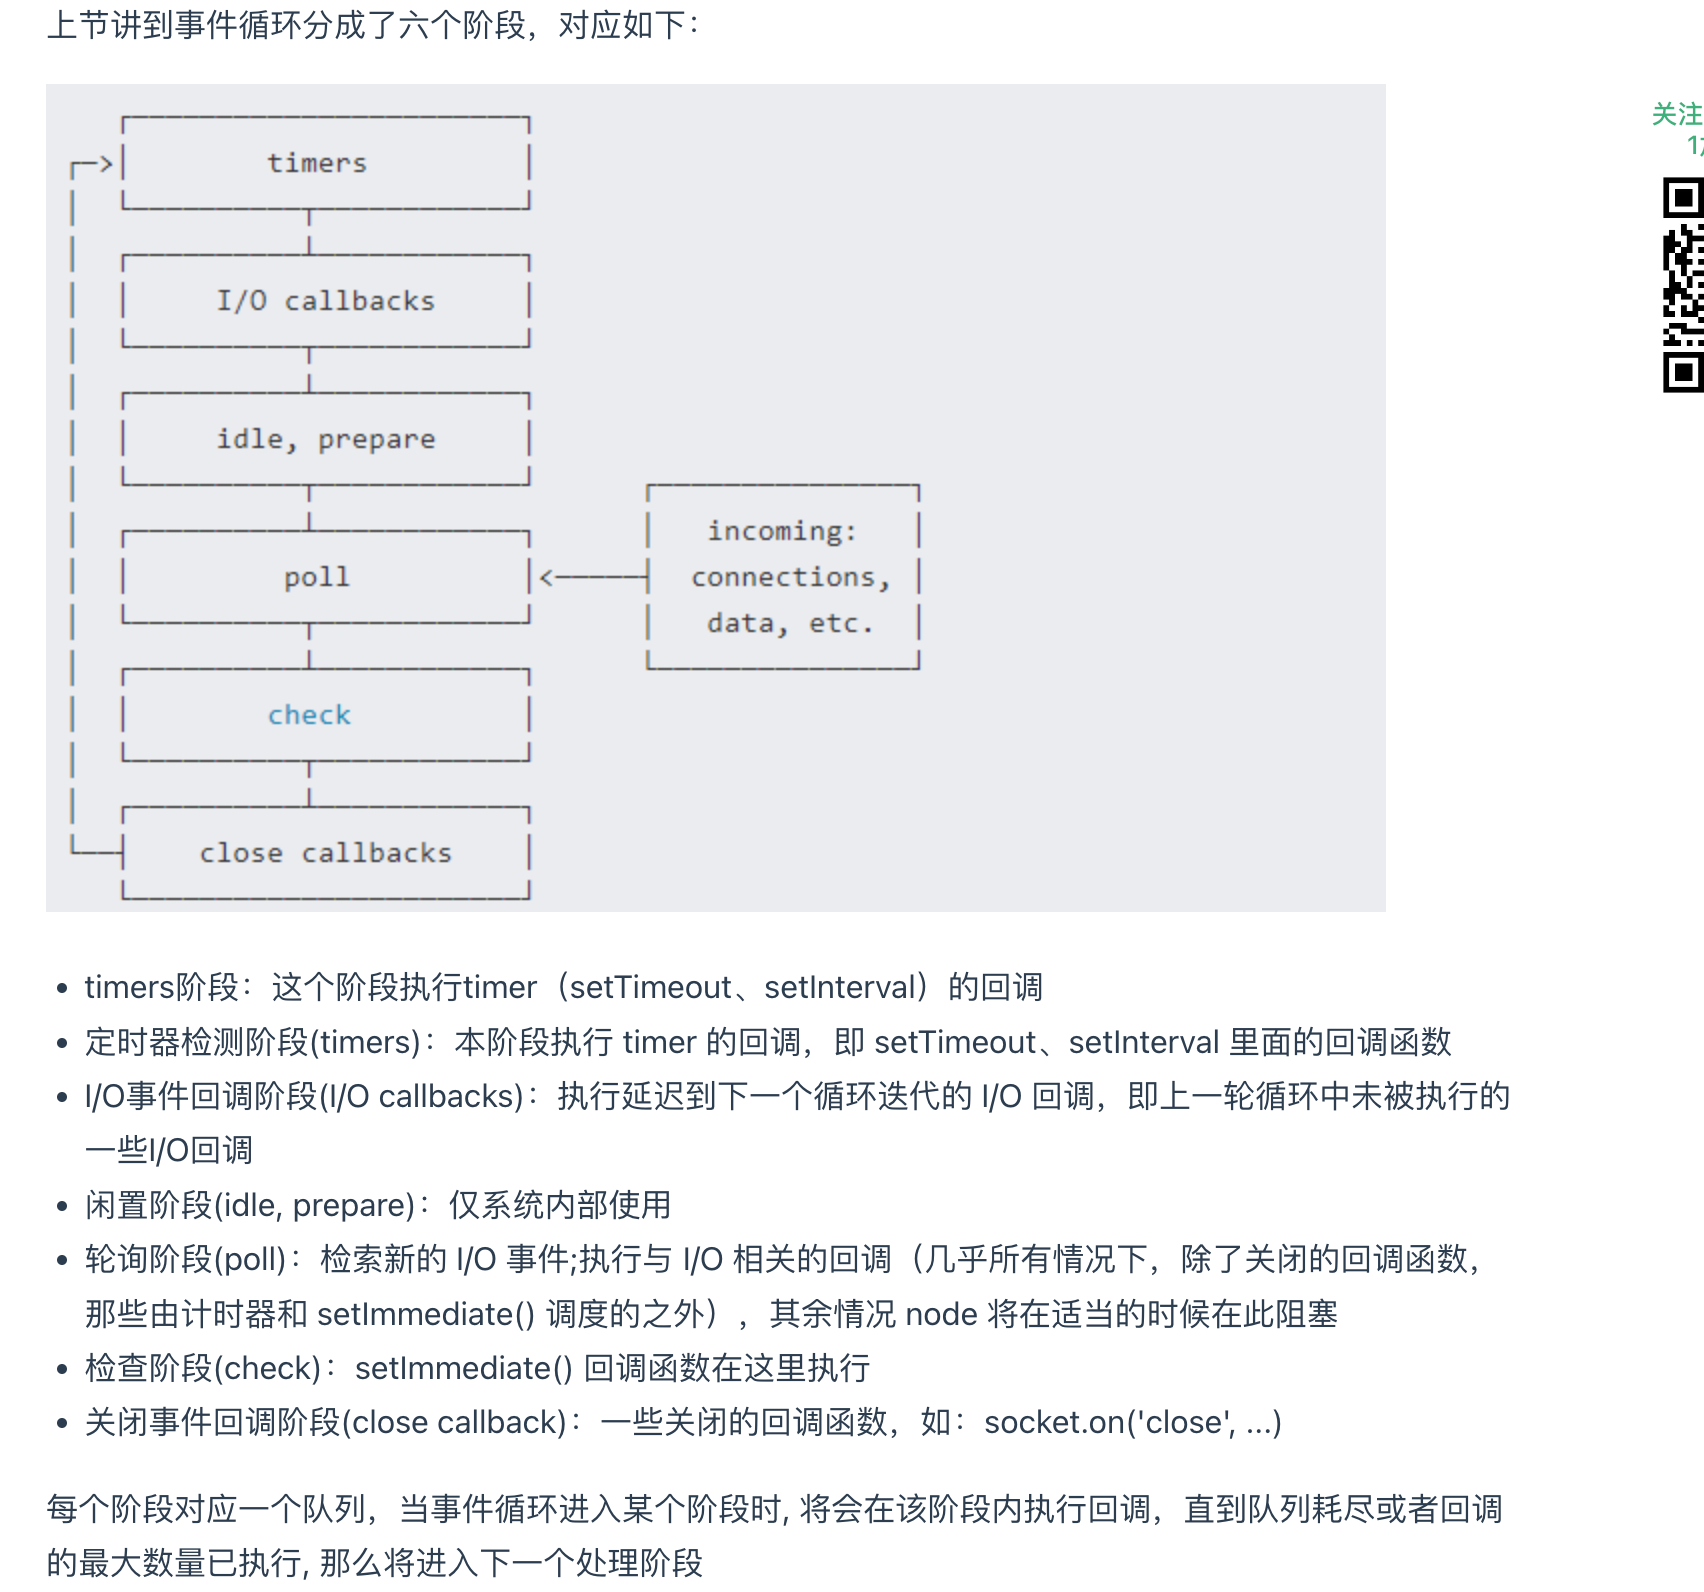 上节讲到事件循环分成了六个阶段，对应如下：
关注
timers
I/O callbacks
idle, prepare
incoming:
poll
connections,
data, etc.
check
close callbacks
timers阶段：这个阶段执行timer（setTimeout、setInterval）的回调
定时器检测阶段(timers)：本阶段执行 timer 的回调，即 setTimeout、setInterval 里面的回调函数
I/O事件回调阶段(I/O callbacks)：执行延迟到下一个循环迭代的 I/O 回调，即上一轮循环中未被执行的
一些I/O回调
闲置阶段(idle, prepare)：仅系统内部使用
轮询阶段(poll)：检索新的 I/O 事件;执行与 I/O 相关的回调（几乎所有情况下，除了关闭的回调函数，
那些由计时器和 setImmediate() 调度的之外），其余情况 node 将在适当的时候在此阻塞
检查阶段(check)：setImmediate() 回调函数在这里执行
关闭事件回调阶段(close callback)：一些关闭的回调函数，如：socket.on('close', ...)
每个阶段对应一个队列，当事件循环进入某个阶段时, 将会在该阶段内执行回调，直到队列耗尽或者回调
的最大数量已执行, 那么将进入下一个处理阶段